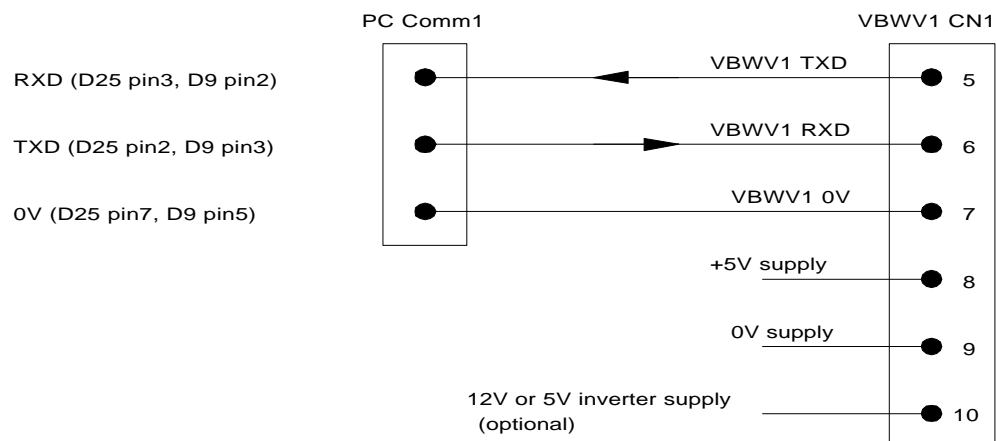 PC Comm1 VBWV1 CN1
RXD (D25 pin3, D9 pin2) VBWV1 TXD 5
TXD (D25 pin2, D9 pin3) VBWV1 RXD 6
0V (D25 pin7, D9 pin5) VBWV1 0V 7
+5V supply 8
0V supply 9
12V or 5V inverter supply 10
(optional)